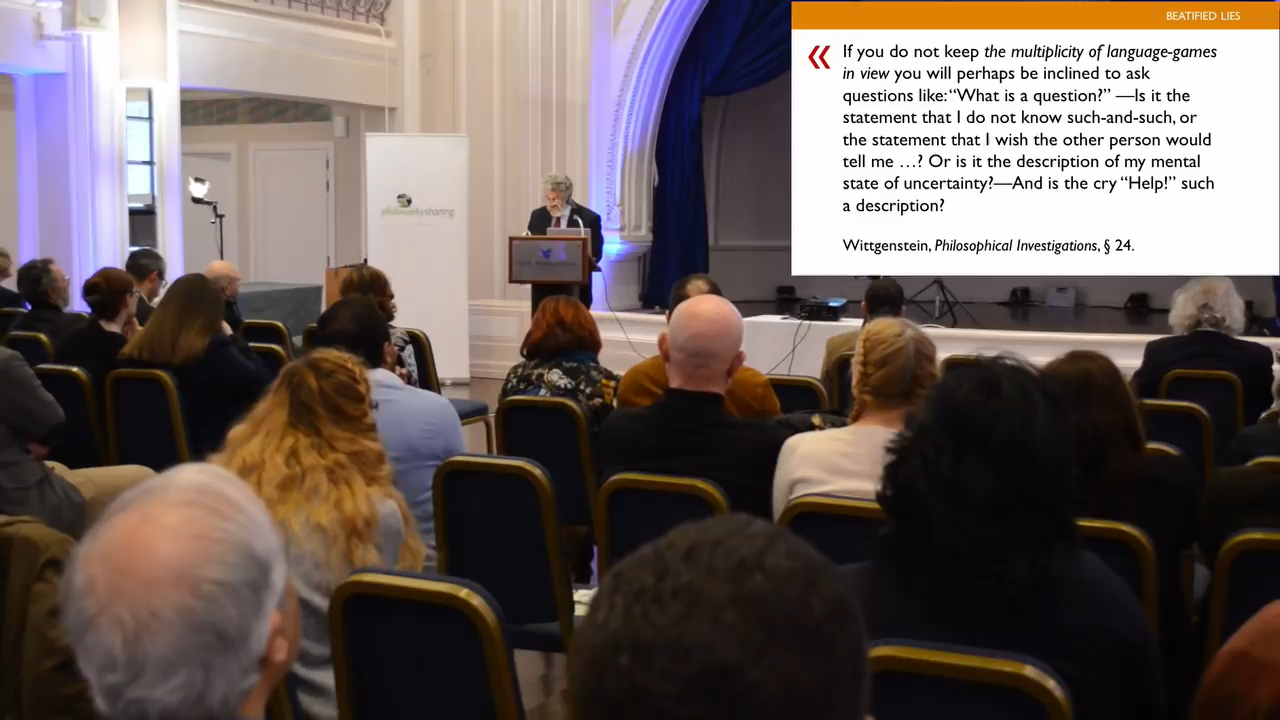 BEATIFIED LIES
« If you do not keep the multiplicity of language-games
in view you will perhaps be inclined to ask
questions like: “What is a question?” —Is it the
statement that I do not know such-and-such, or
the statement that I wish the other person would
tell me …? Or is it the description of my mental
state of uncertainty?—And is the cry “Help!” such
a description?
Wittgenstein, Philosophical Investigations, § 24.
philosophysharing